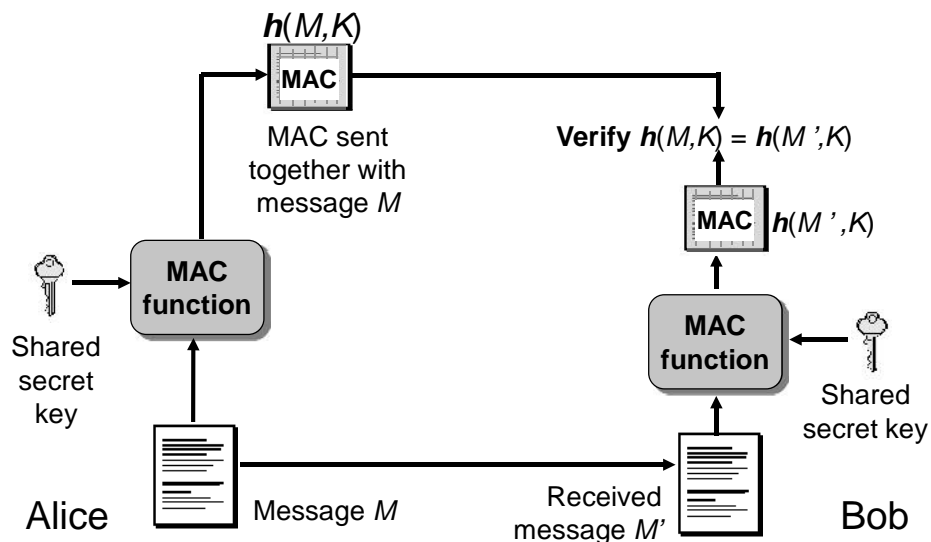 h(M,K)
MAC
MAC sent
together with
message M
Verify h(M,K) = h(M ’,K)
MAC
h(M ’,K)
MAC
function
Shared
secret
key
MAC
function
Shared
secret key
Alice
Message M
Received
message M’
Bob